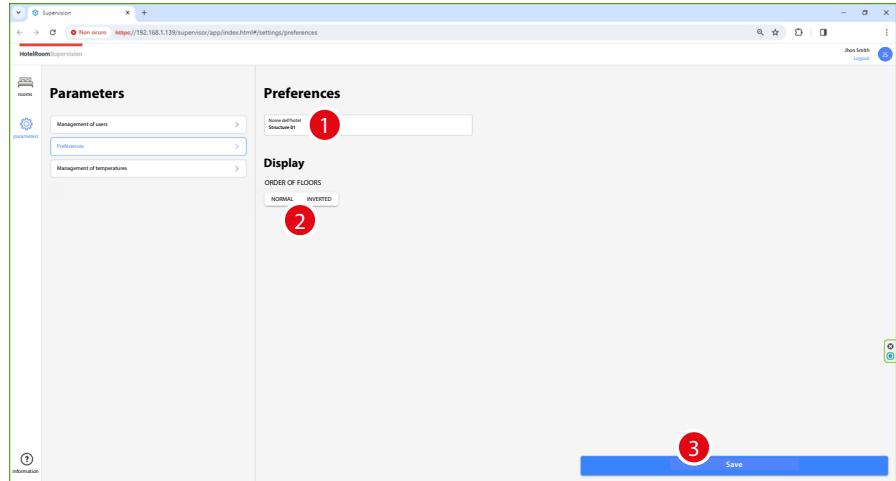 Supervision
Non sicuro https://192.168.1.139/supervisor/app/index.html#/settings/preferences
HotelRoomSupervision
Jhon Smith
Logout
JS
rooms
parameters
information
Parameters
Management of users
Preferences
Management of temperatures
Preferences
Nome dell'hotel
Structure 01
1
Display
ORDER OF FLOORS
NORMAL INVERTED
2
3
Save